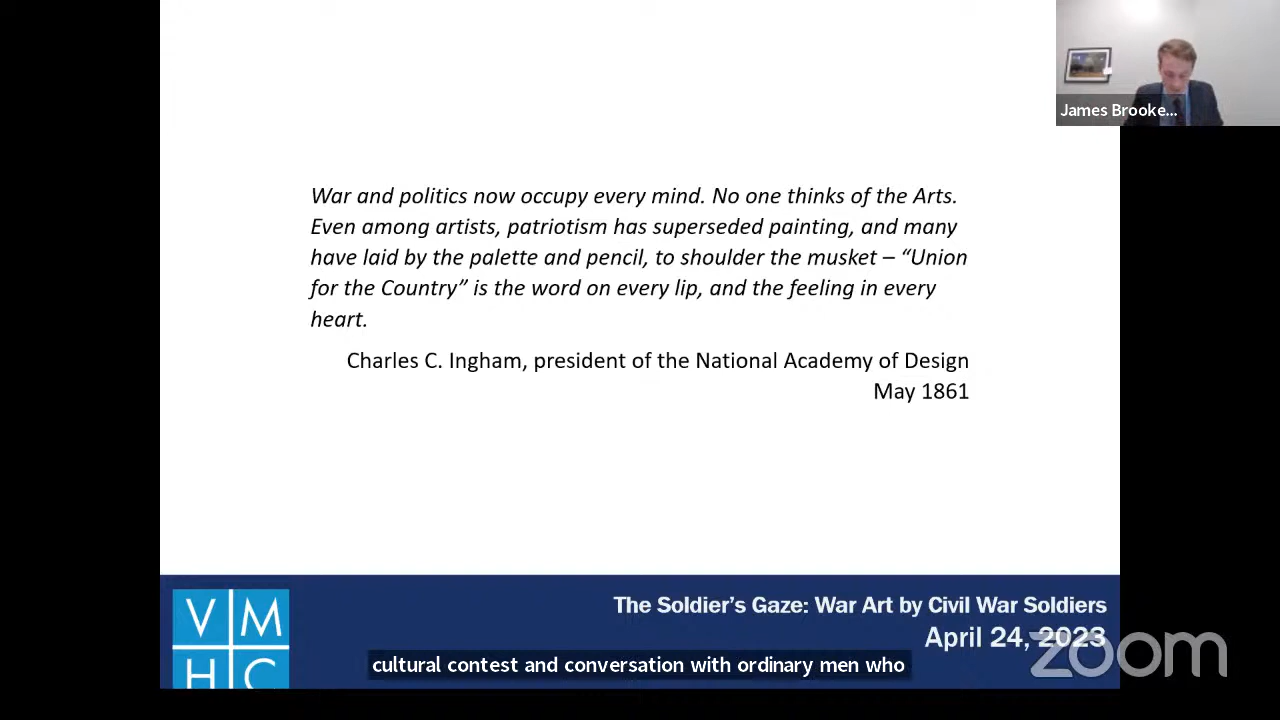 James Brooke...
War and politics now occupy every mind. No one thinks of the Arts.
Even among artists, patriotism has superseded painting, and many
have laid by the palette and pencil, to shoulder the musket – “Union
for the Country” is the word on every lip, and the feeling in every
heart.
Charles C. Ingham, president of the National Academy of Design
May 1861
VM
HC
The Soldier’s Gaze: War Art by Civil War Soldiers
April 24, 2023
zoom
cultural contest and conversation with ordinary men who